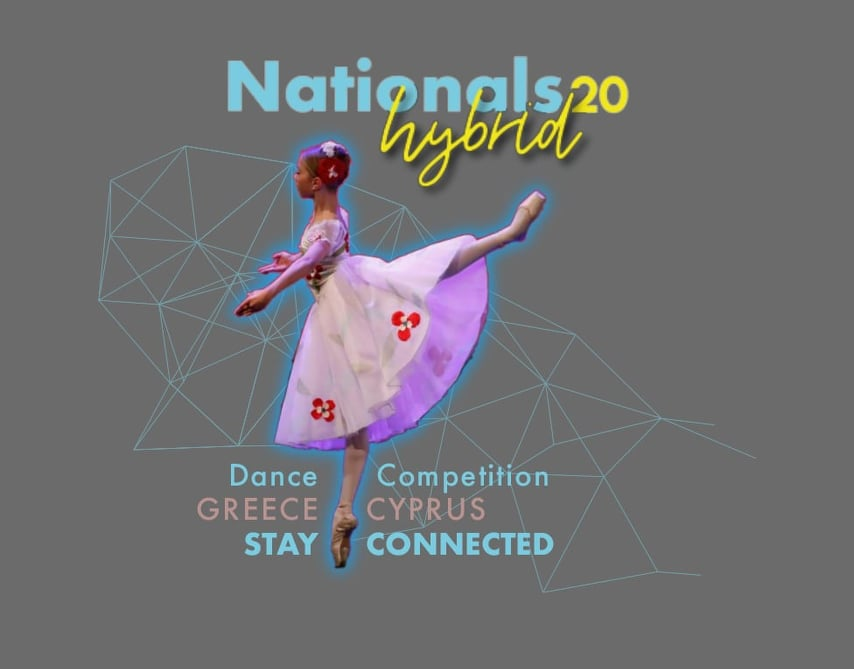 Nationals20
hybrid
Dance Competition
GREECE CYPRUS
STAY CONNECTED